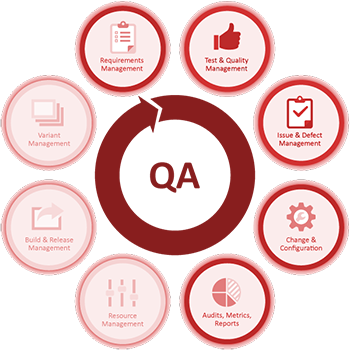 Requirements
Management
Test & Quality
Management
Issue & Defect
Management
Change &
Configuration
Audits, Metrics,
Reports
Resource
Management
Build & Release
Management
Variant
Management
QA